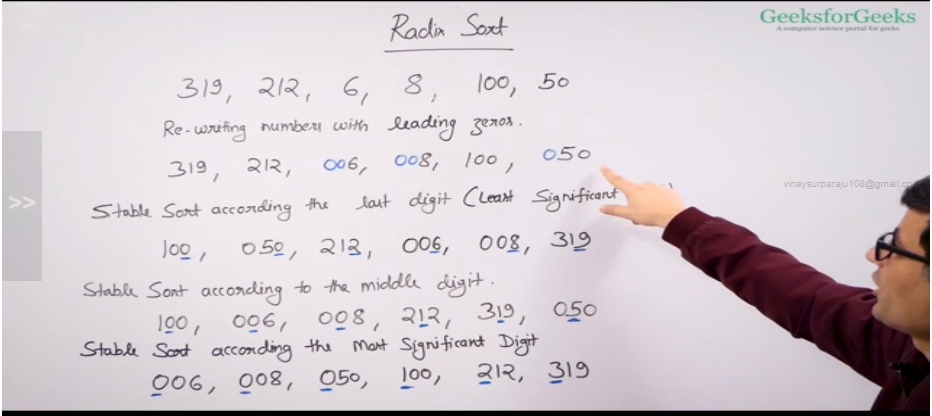 GeeksforGeeks
A computer science portal for geeks
Radix Sort
319, 212, 6, 8, 100, 50
Re-writing numbers with leading zeros.
319, 212, 006, 008, 100, 050
vinaysurparaju108@gmail.co
Stable Sort according the last digit (Least Significant
100, 050, 212, 006, 008, 319
Stable Sort according to the middle digit.
100, 006, 008, 212, 319, 050
Stable Sort according the Most Significant Digit
006, 008, 050, 100, 212, 319
>>